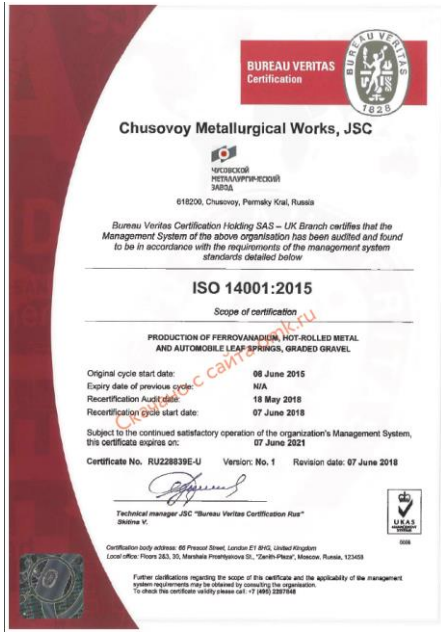 BUREAU VERITAS
Certification
BUREAU VERITAS
1828
Chusovoy Metallurgical Works, JSC
ЧУСОВСКОЙ
МЕТАЛЛУРГИЧЕСКИЙ
ЗАВОД
618200, Chusovoy, Permsky Krai, Russia
Bureau Veritas Certification Holding SAS – UK Branch certifies that the
Management System of the above organisation has been audited and found
to be in accordance with the requirements of the management system
standards detailed below
ISO 14001:2015
Scope of certification
PRODUCTION OF FERROVANADIUM, HOT-ROLLED METAL
AND AUTOMOBILE LEAF SPRINGS, GRADED GRAVEL
Original cycle start date: 08 June 2015
Expiry date of previous cycle: N/A
Recertification Audit date: 18 May 2018
Recertification cycle start date: 07 June 2018
Subject to the continued satisfactory operation of the organization's Management System,
this certificate expires on: 07 June 2021
Certificate No. RU228839E-U Version: No. 1 Revision date: 07 June 2018
Technical manager JSC "Bureau Veritas Certification Rus"
Skitina V.
UKAS
MANAGEMENT
SYSTEMS
0008
Certification body address: 66 Prescot Street, London E1 8HG, United Kingdom
Local office: Floors 2&3, 30, Marshala Proshlyakova St., "Zenith-Plaza", Moscow, Russia, 123458
Further clarifications regarding the scope of this certificate and the applicability of the management
system requirements may be obtained by consulting the organisation.
To check this certificate validity please call: +7 (495) 2287848
Скачано с сайта